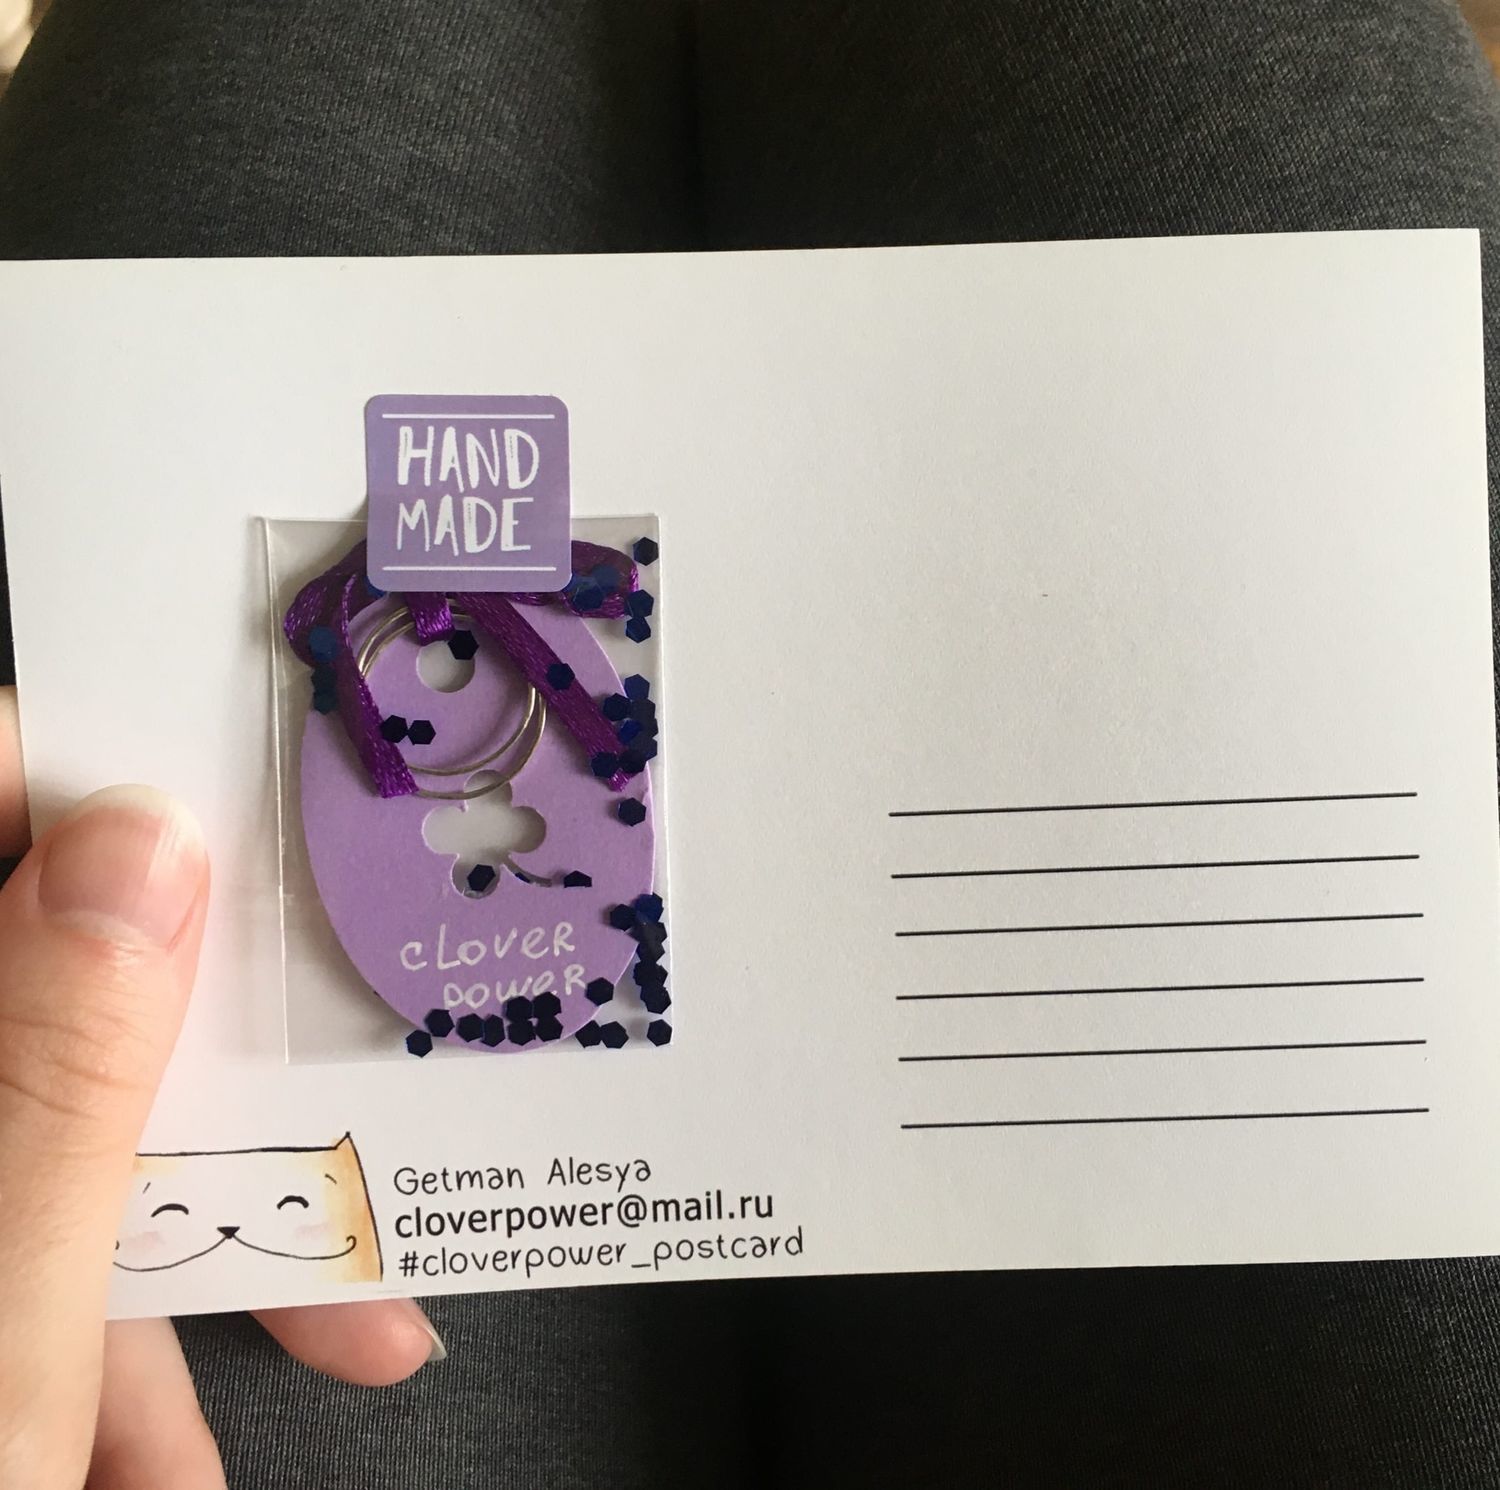 HAND
MADE
cLOVER
POWER
Getman Alesya
cloverpower@mail.ru
#cloverpower_postcard